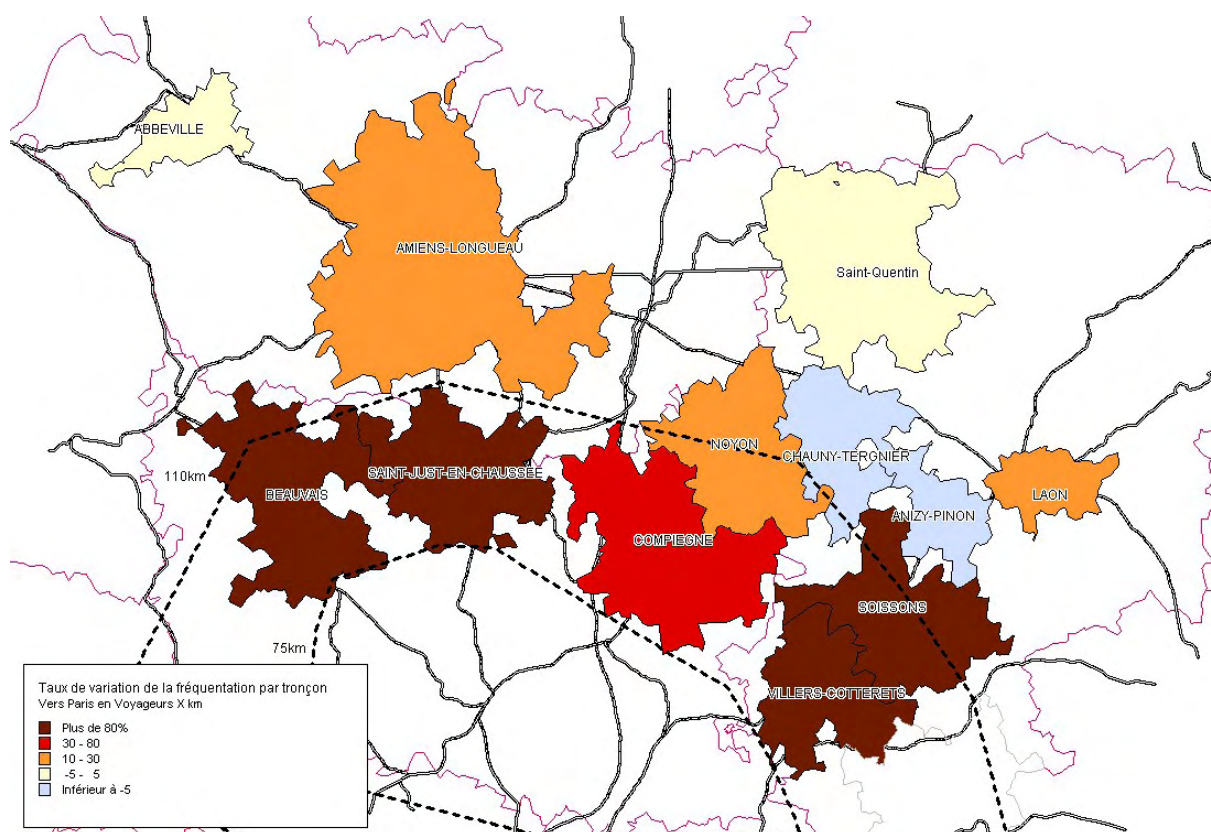 ABBEVILLE
AMIENS-LONGUEAU
Saint-Quentin
NOYON
CHAUNY-TERGNIER
SAINT-JUST-EN-CHAUSSÉE
110km
BEAUVAIS
LAON
ANIZY-PINON
COMPIEGNE
SOISSONS
75km
VILLERS-COTTERETS
Taux de variation de la fréquentation par tronçon
Vers Paris en Voyageurs X km
Plus de 80%
30 - 80
10 - 30
-5 - 5
Inférieur à -5